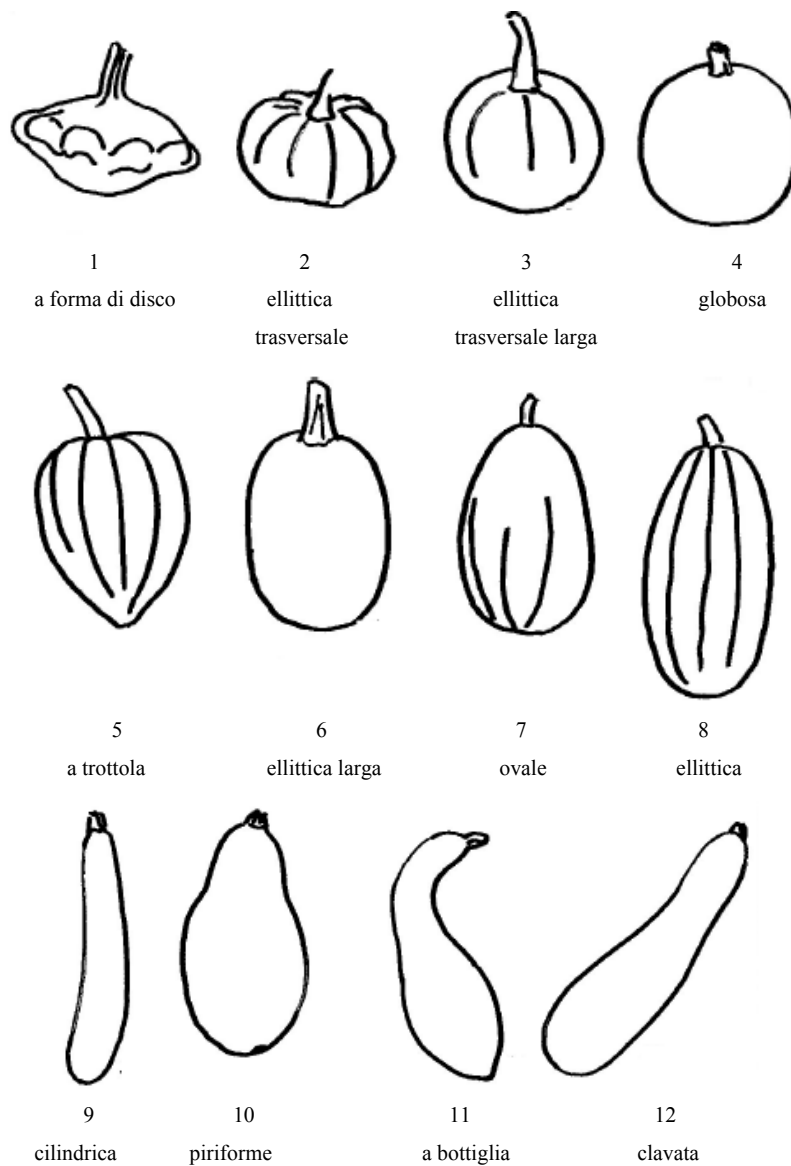 1 2 3 4
a forma di disco ellittica ellittica globosa
trasversale trasversale larga
5 6 7 8
a trottola ellittica larga ovale ellittica
9 10 11 12
cilindrica piriforme a bottiglia clavata